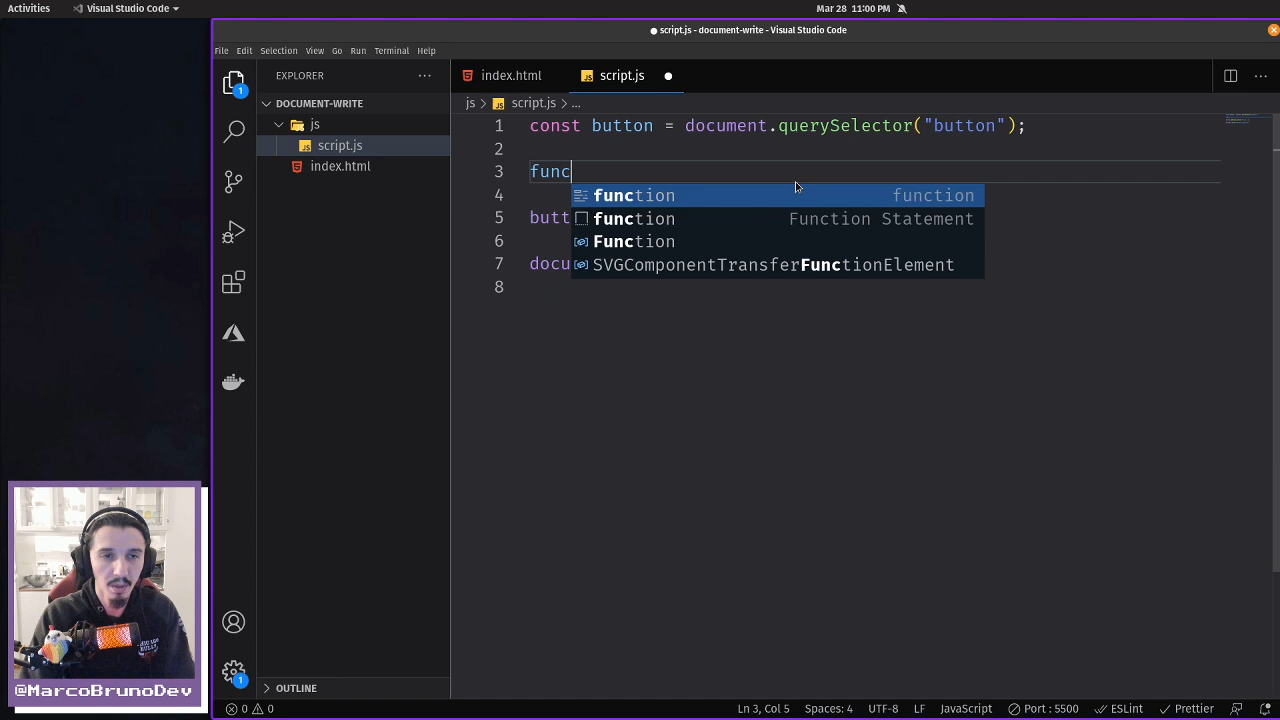 Activities Visual Studio Code Mar 28 11:00 PM
script.js - document-write - Visual Studio Code
File Edit Selection View Go Run Terminal Help
EXPLORER
index.html script.js
DOCUMENT-WRITE
js > script.js > ...
js
script.js
index.html
1 const button = document.querySelector("button");
2
3 func
4
5 butt
6
7 docu
8
function function
function Function Statement
Function
SVGComponentTransferFunctionElement
1
1
OUTLINE
@MarcoBrunoDev
0 0 Ln 3, Col 5 Spaces: 4 UTF-8 LF JavaScript Port : 5500 ESLint Prettier